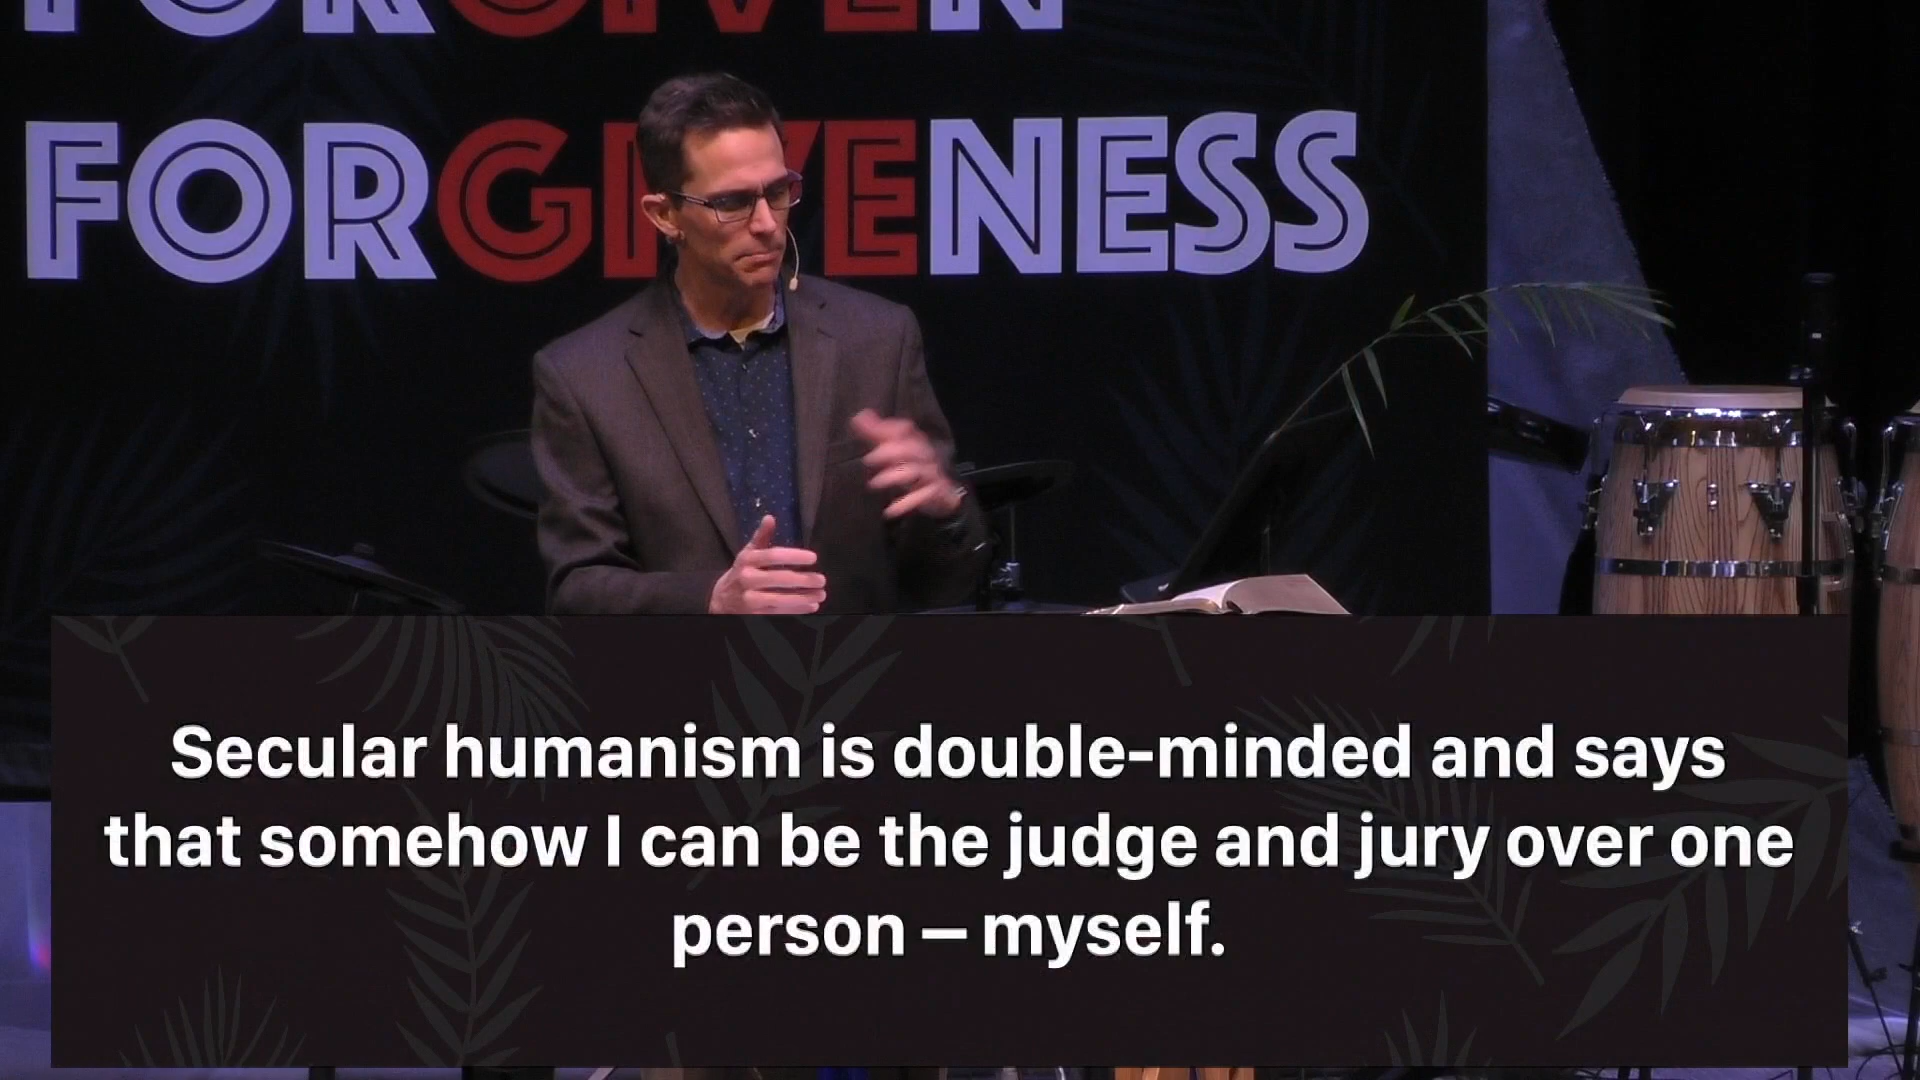 FORGIVEN
FORGIVENESS
Secular humanism is double-minded and says
that somehow I can be the judge and jury over one
person – myself.